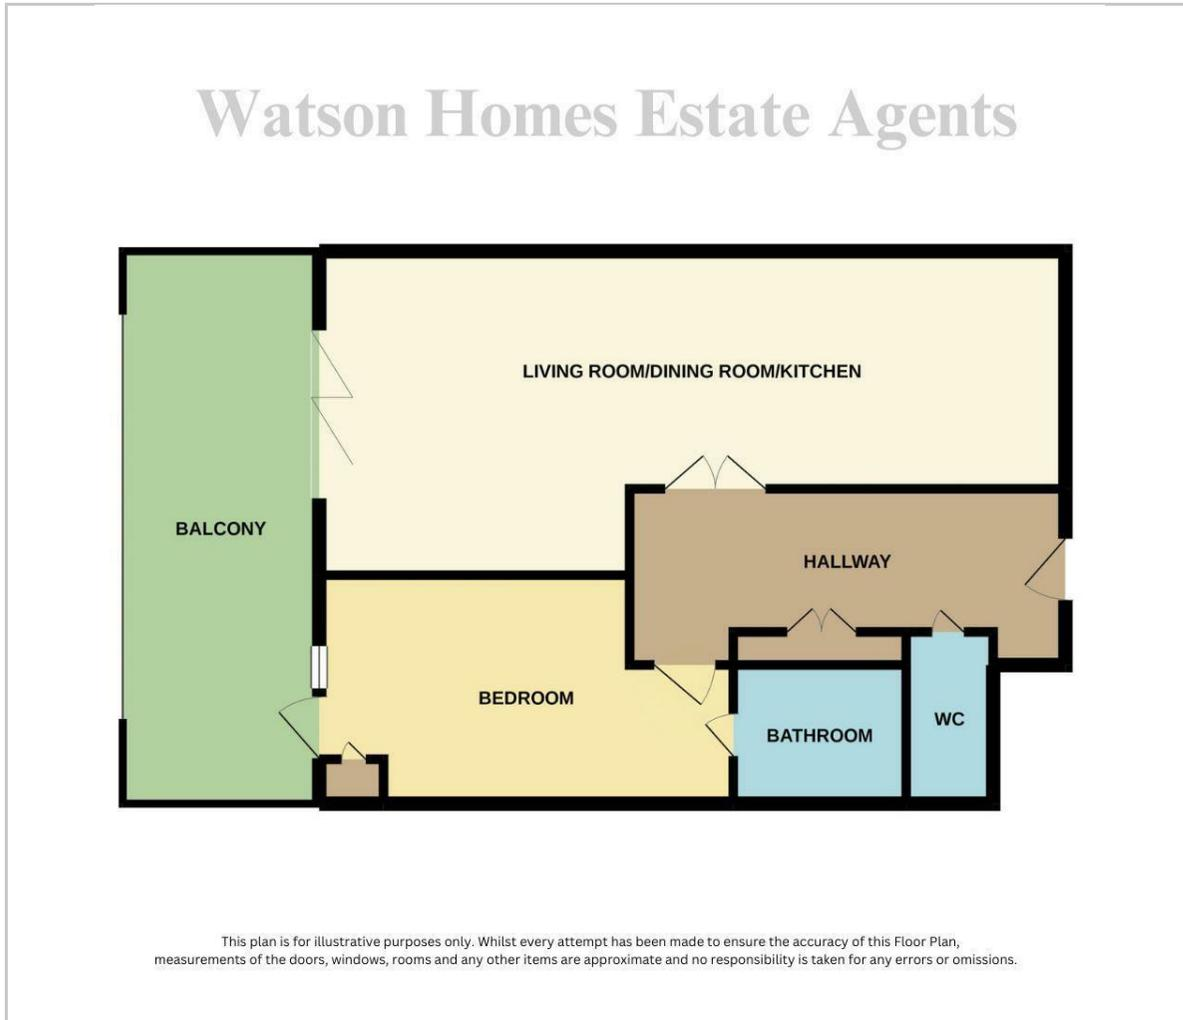 Watson Homes Estate Agents
LIVING ROOM/DINING ROOM/KITCHEN
BALCONY
HALLWAY
BEDROOM
BATHROOM
WC
This plan is for illustrative purposes only. Whilst every attempt has been made to ensure the accuracy of this Floor Plan,
measurements of the doors, windows, rooms and any other items are approximate and no responsibility is taken for any errors or omissions.